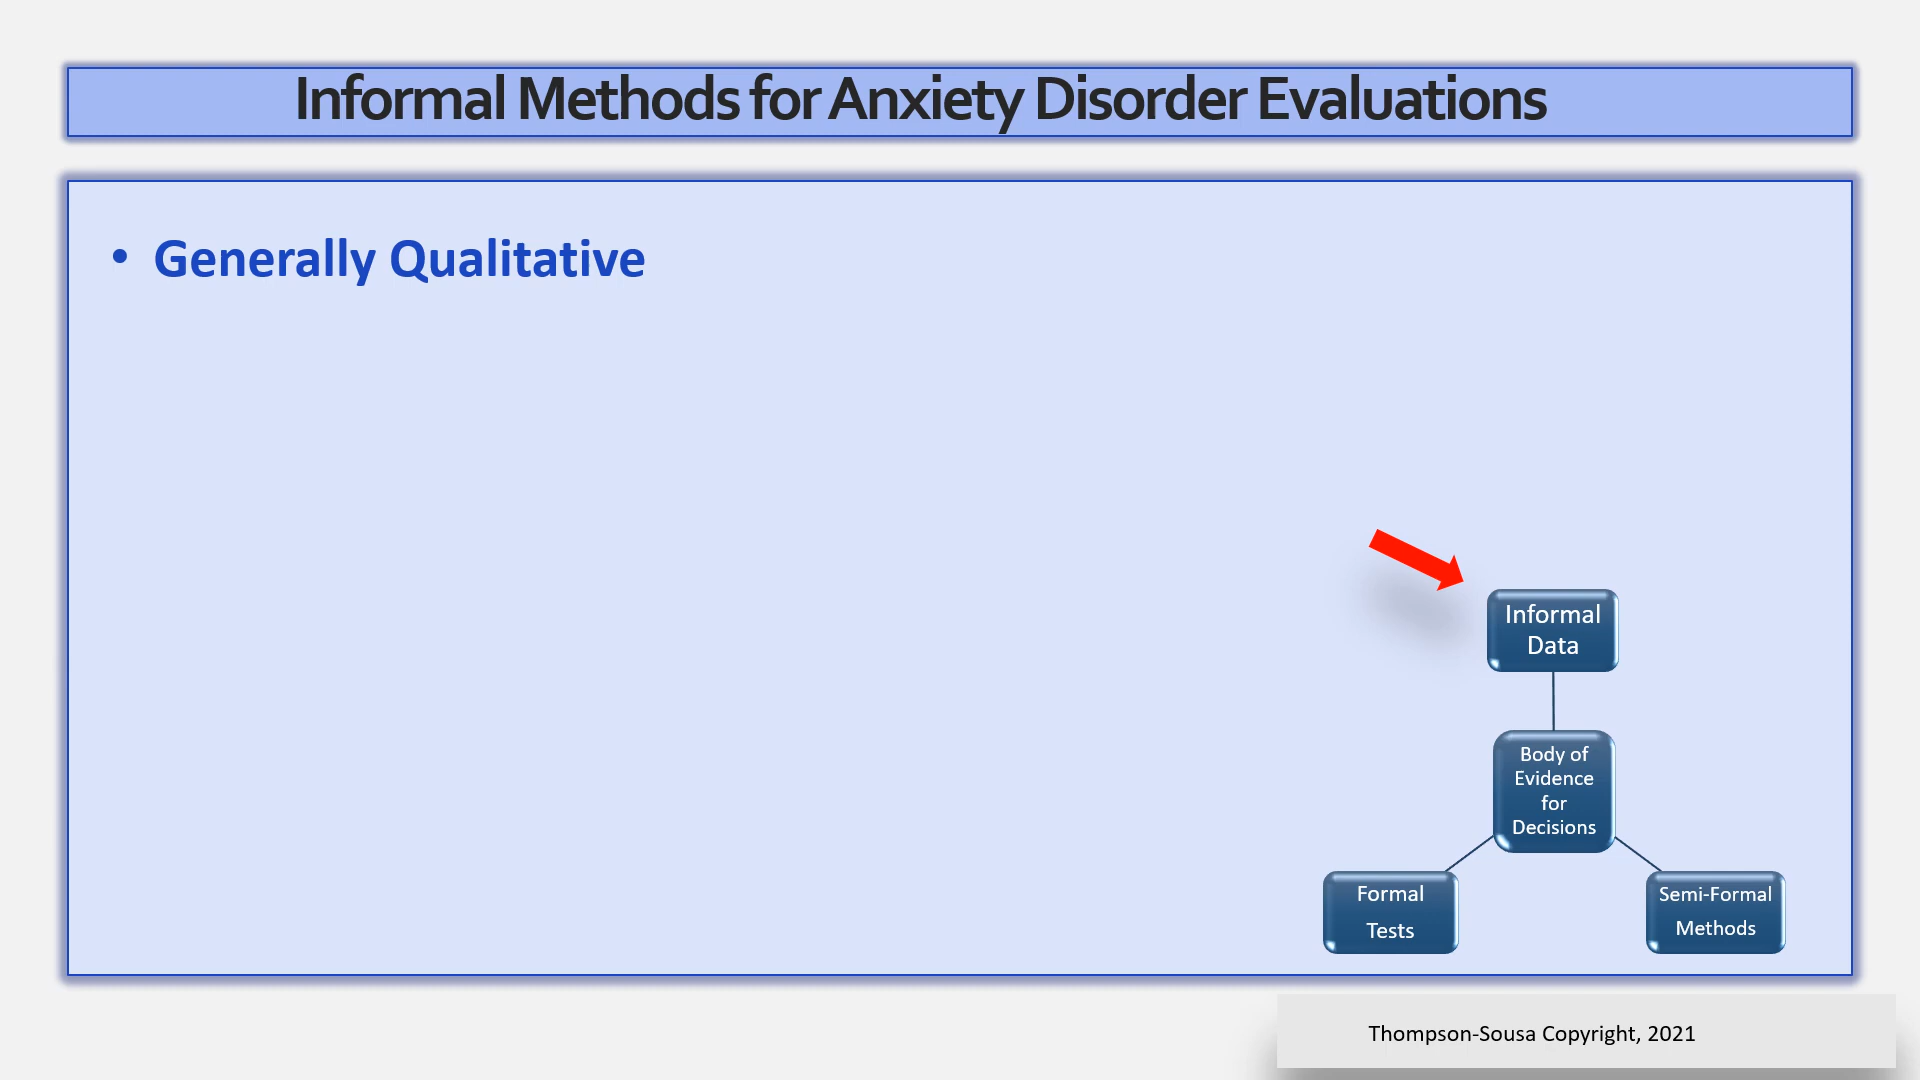 Informal Methods for Anxiety Disorder Evaluations
• Generally Qualitative
Informal
Data
Body of
Evidence
for
Decisions
Formal
Tests
Semi-Formal
Methods
Thompson-Sousa Copyright, 2021